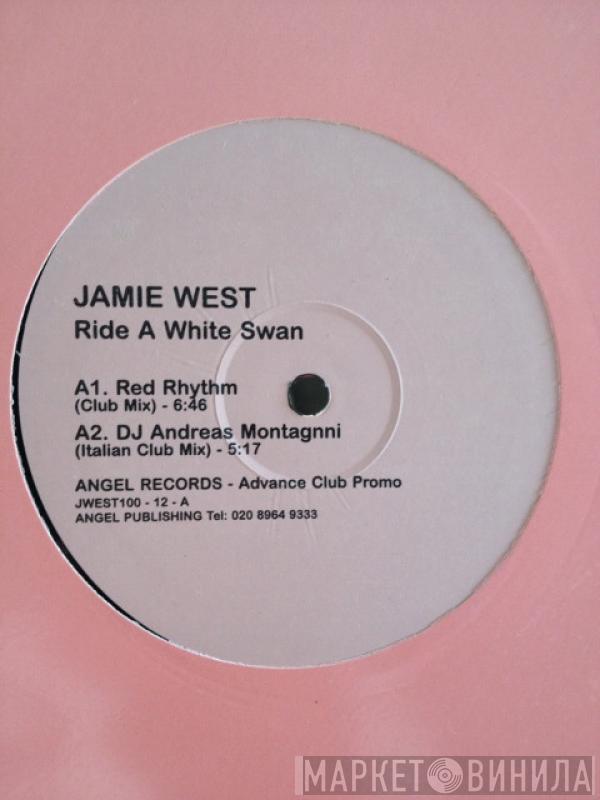 JAMIE WEST
Ride A White Swan
A1. Red Rhythm
(Club Mix) - 6:46
A2. DJ Andreas Montagnni
(Italian Club Mix) - 5:17
ANGEL RECORDS - Advance Club Promo
JWEST100 - 12 - A
ANGEL PUBLISHING Tel: 020 8964 9333
МАРКЕТ ВИНИЛА